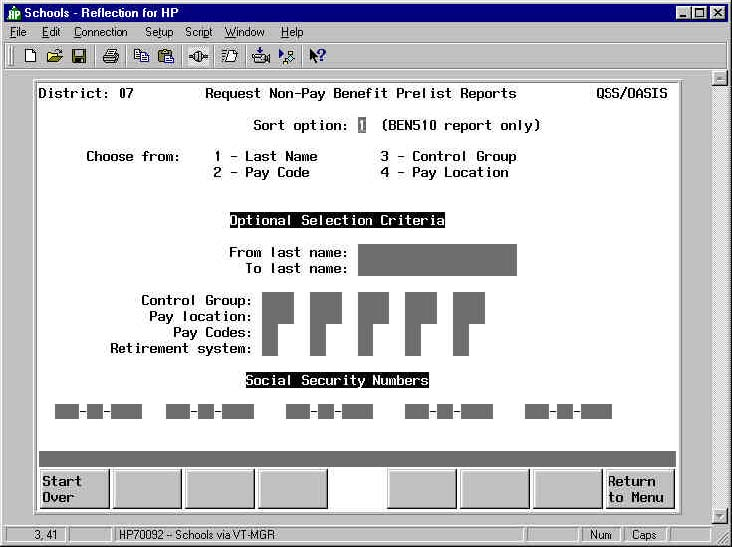 Schools - Reflection for HP
File Edit Connection Setup Script Window Help
District: 07 Request Non-Pay Benefit Prelist Reports QSS/OASIS
Sort option: 1 (BEN510 report only)
Choose from: 1 - Last Name 3 - Control Group
2 - Pay Code 4 - Pay Location
Optional Selection Criteria
From last name:
To last name:
Control Group:
Pay location:
Pay Codes:
Retirement system:
Social Security Numbers
- - - - - - - - - -
Start Over
Return to Menu
3, 41 HP70092 -- Schools via VT-MGR Num Caps